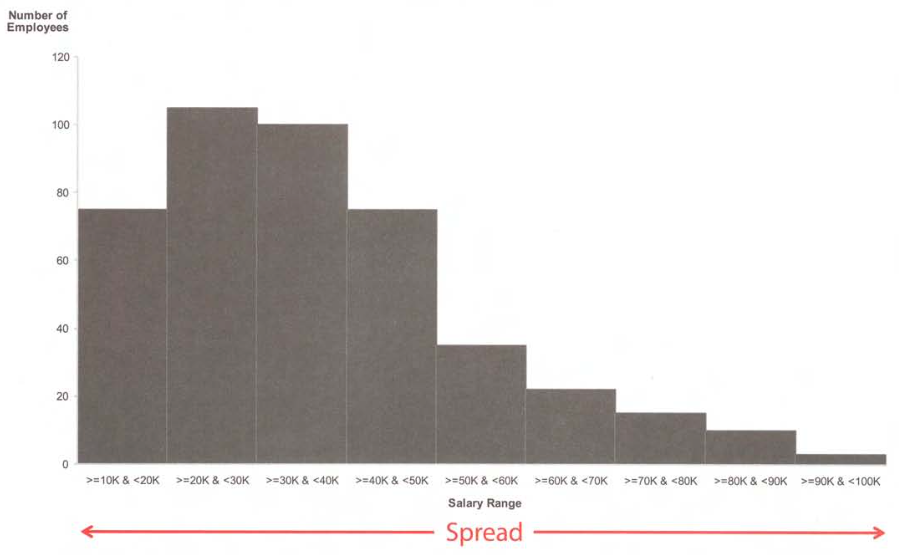 Number of
Employees
120
100
80
60
40
20
0
>=10K & <20K >=20K & <30K >=30K & <40K >=40K & <50K >=50K & <60K >=60K & <70K >=70K & <80K >=80K & <90K >=90K & <100K
Salary Range
Spread